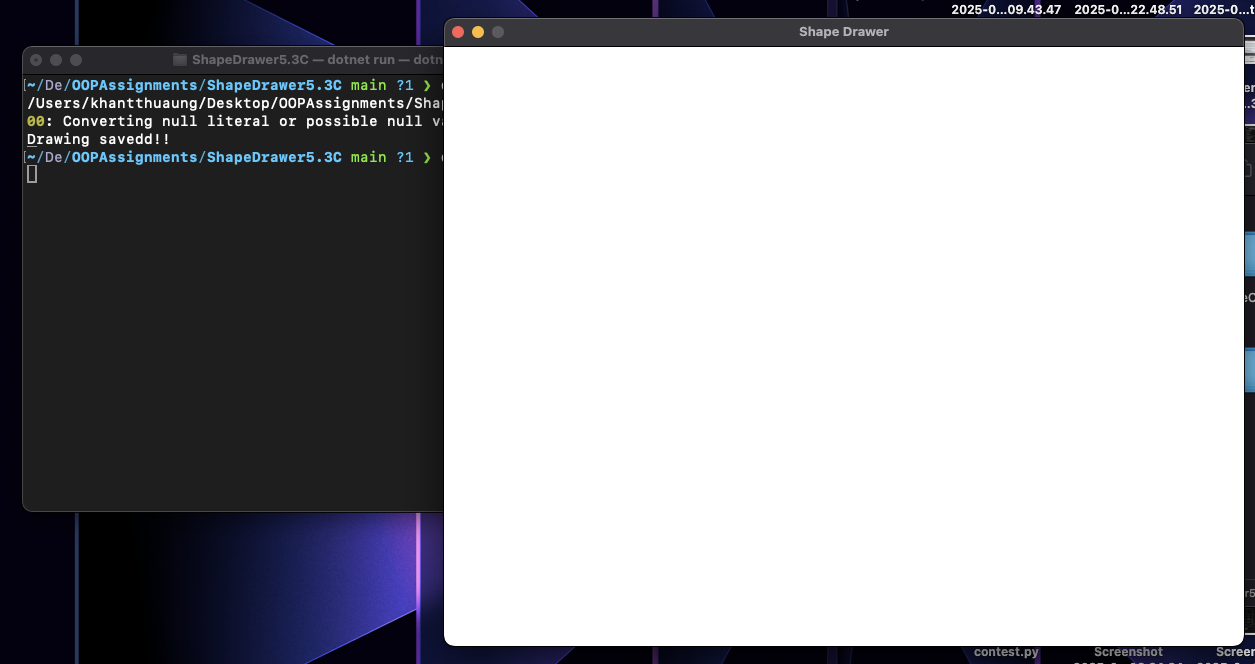 2025-0...09.43.47 2025-0...22.48.51 2025-0...t
Shape Drawer
ShapeDrawer5.3C — dotnet run — dotn
~/De/OOPAssignments/ShapeDrawer5.3C main ?1 ❯
/Users/khantthuaung/Desktop/OOPAssignments/Shap
00: Converting null literal or possible null va
Drawing savedd!!
~/De/OOPAssignments/ShapeDrawer5.3C main ?1 ❯
contest.py Screenshot Screen